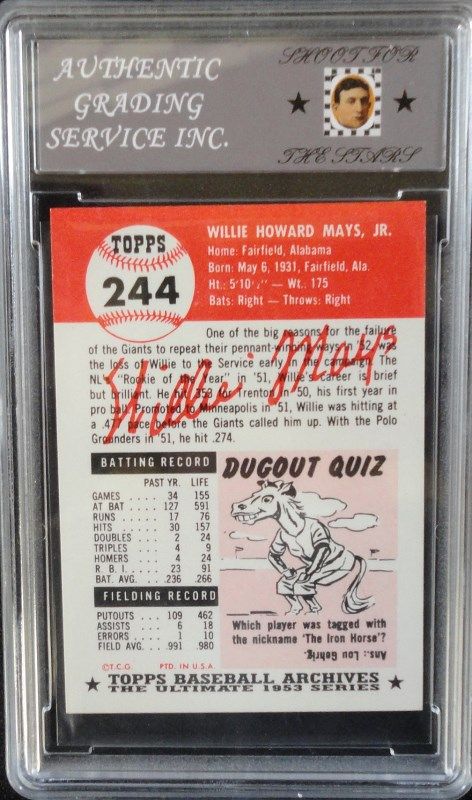 AUTHENTIC
GRADING
SERVICE INC.
SHOOT FOR
THE STARS
TOPPS
244
WILLIE HOWARD MAYS, JR.
Home: Fairfield, Alabama
Born: May 6, 1931, Fairfield, Ala.
Ht.: 5'10½" — Wt.: 175
Bats: Right — Throws: Right
One of the big reasons for the failure
of the Giants to repeat their pennant-winning ways in '52 was
the loss of Willie to the Service early in the campaign. The
NL "Rookie of the Year" in '51, Willie's career is brief
but brilliant. He hit .353 at Trenton in '50, his first year in
pro ball. Promoted to Minneapolis in '51, Willie was hitting at
a .477 pace before the Giants called him up. With the Polo
Grounders in '51, he hit .274.
Willie Mays
BATTING RECORD
PAST YR. LIFE
GAMES . . . . 34 155
AT BAT . . . . 127 591
RUNS . . . . 17 76
HITS . . . . 30 157
DOUBLES . . . 2 24
TRIPLES . . . 4 9
HOMERS . . . 4 24
R. B. I. . . . . 23 91
BAT. AVG. . . .236 .266
FIELDING RECORD
PUTOUTS . . . 109 462
ASSISTS . . . . 6 18
ERRORS . . . . 1 10
FIELD AVG. . . .991 .980
©T.C.G. PTD. IN U.S.A.
DUGOUT QUIZ
Which player was tagged with
the nickname 'The Iron Horse'?
Ans.: Lou Gehrig.
★ TOPPS BASEBALL ARCHIVES ★
THE ULTIMATE 1953 SERIES